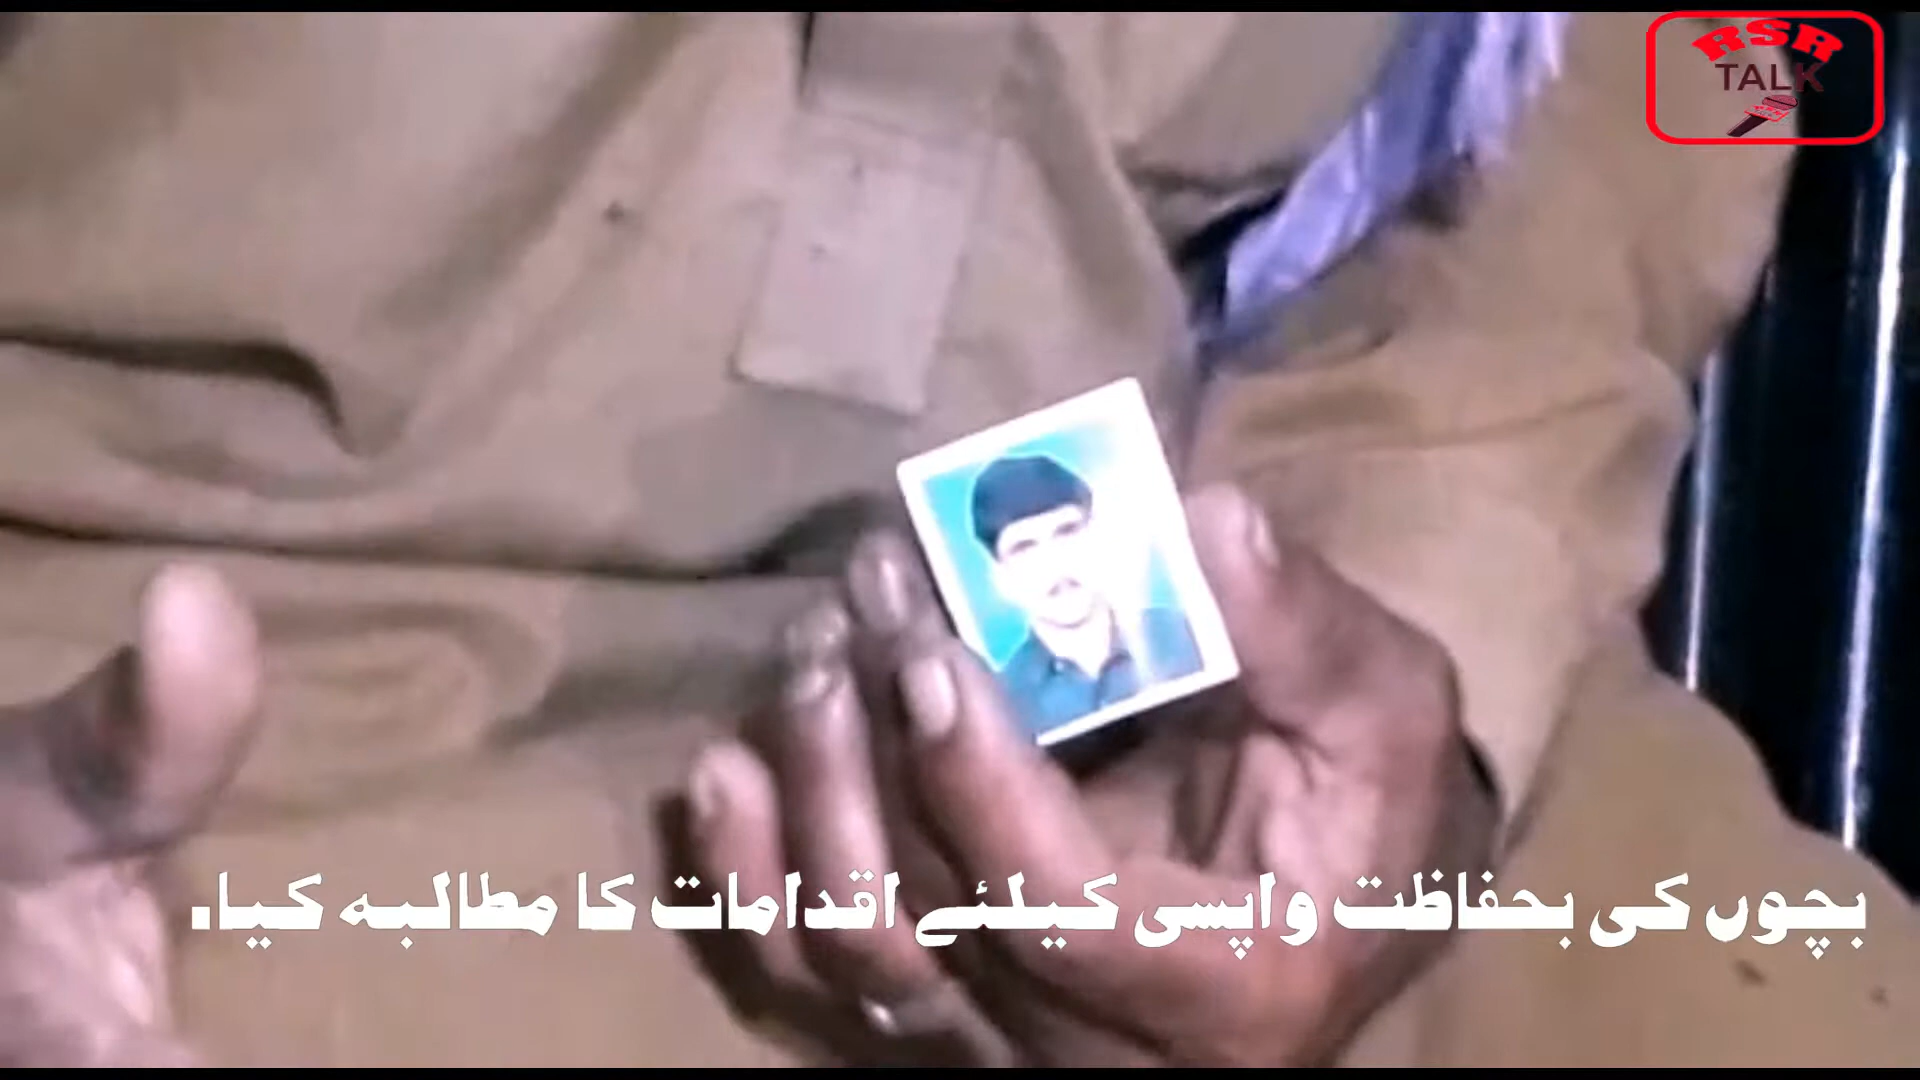 RSR
TALK
بچوں کی بحفاظت واپسی کیلئے اقدامات کا مطالبہ کیا.